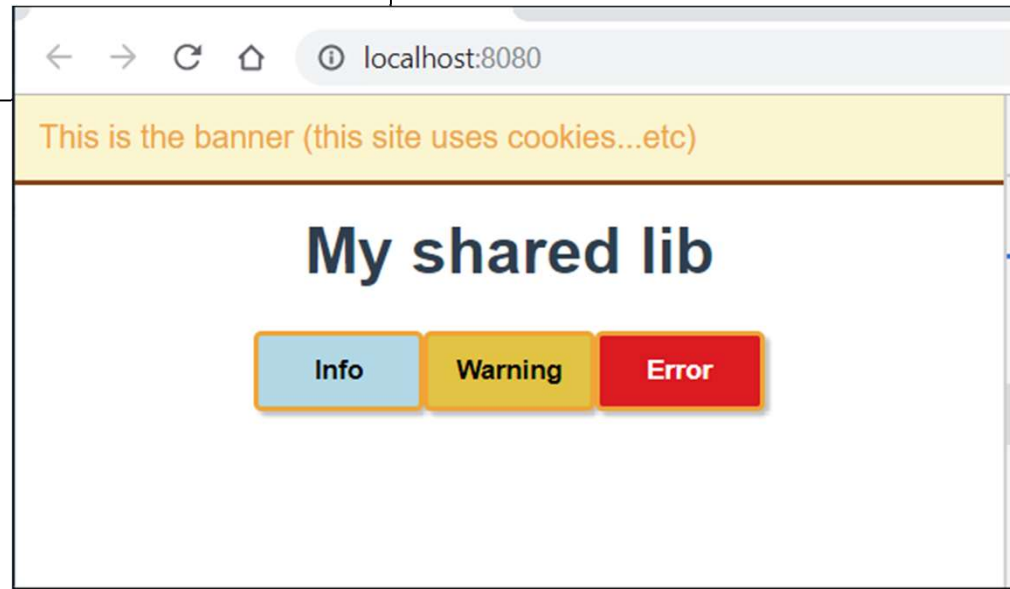 localhost:8080
This is the banner (this site uses cookies...etc)
My shared lib
Info Warning Error